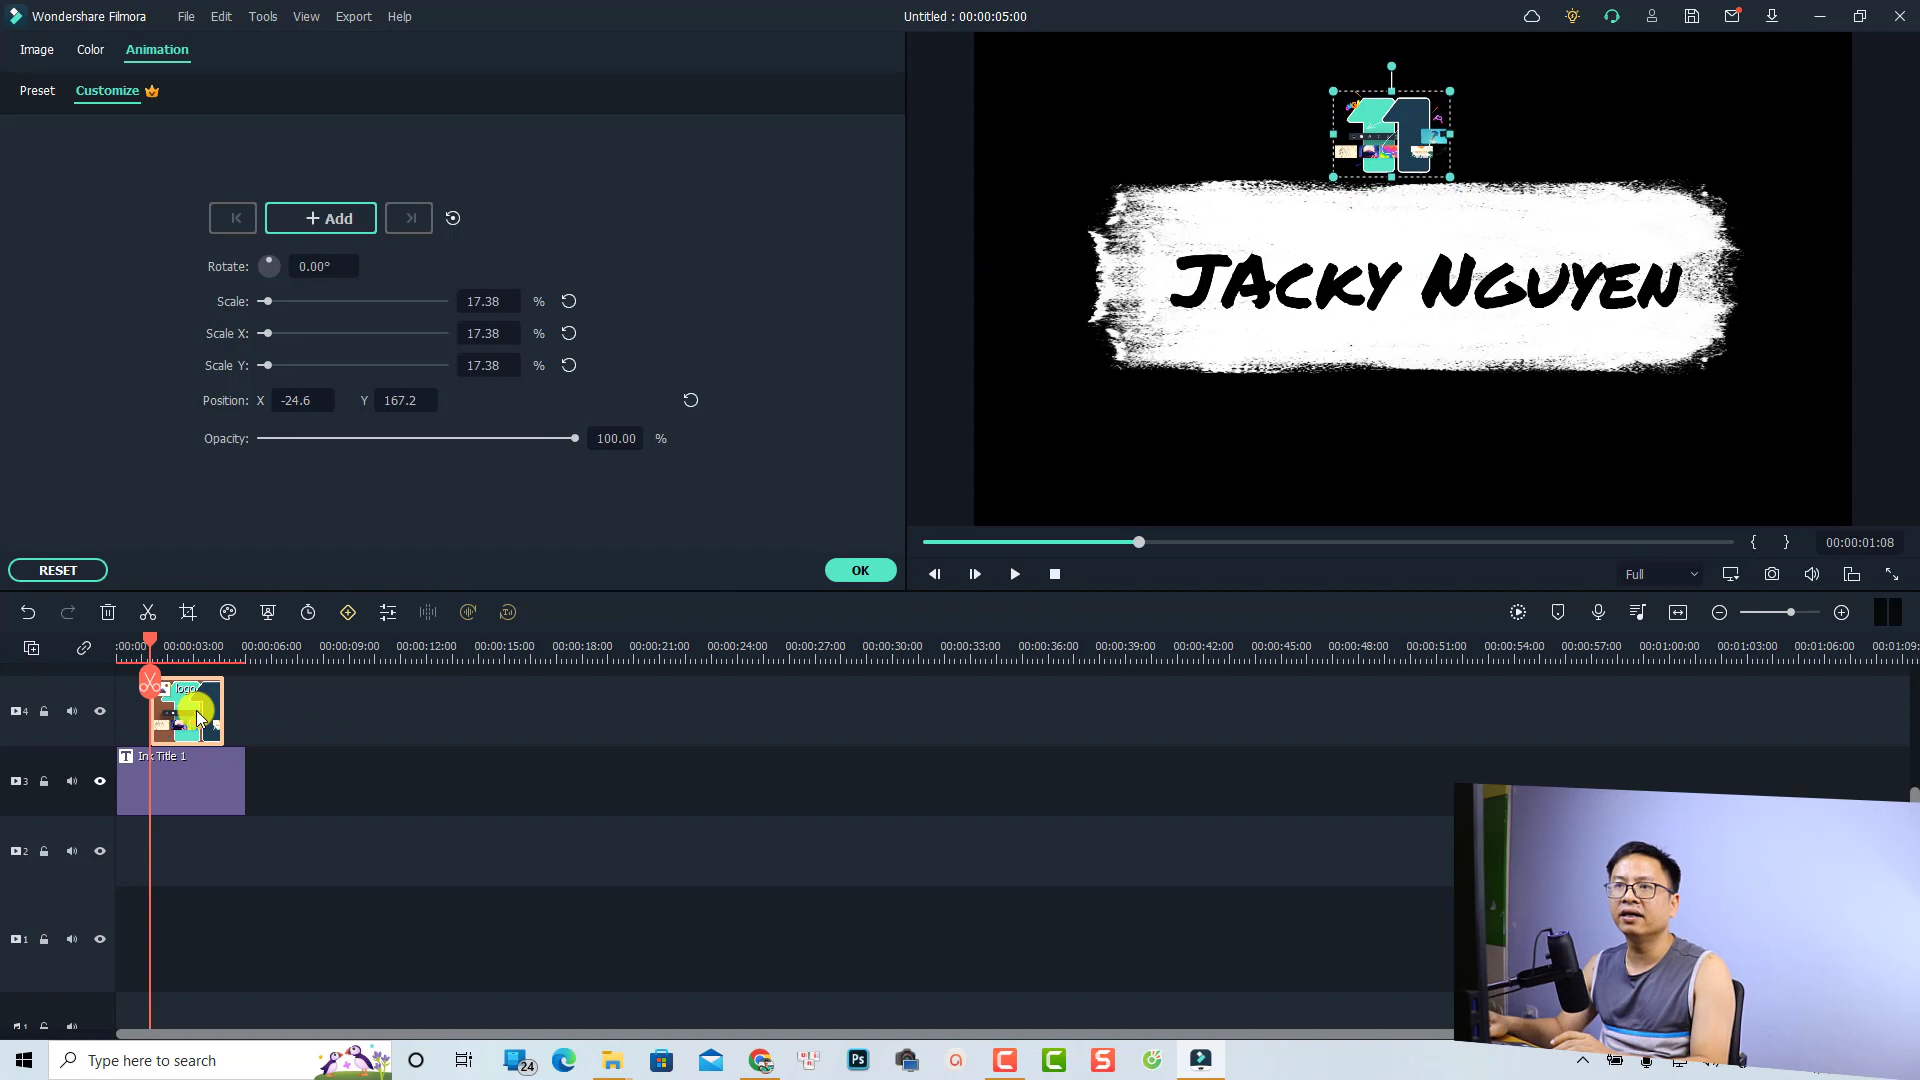 Wondershare Filmora File Edit Tools View Export Help Untitled : 00:00:05:00
Image Color Animation
Preset Customize
+ Add
Rotate: 0.00°
Scale: 17.38 %
Scale X: 17.38 %
Scale Y: 17.38 %
Position: X -24.6 Y 167.2
Opacity: 100.00 %
RESET OK
JAcky Nguyen
{ } 00:00:01:08
Full
:00:00 00:00:03:00 00:00:06:00 00:00:09:00 00:00:12:00 00:00:15:00 00:00:18:00 00:00:21:00 00:00:24:00 00:00:27:00 00:00:30:00 00:00:33:00 00:00:36:00 00:00:39:00 00:00:42:00 00:00:45:00 00:00:48:00 00:00:51:00 00:00:54:00 00:00:57:00 00:01:00:00 00:01:03:00 00:01:06:00 00:01:09:
4 logo
3 T Ink Title 1
2
1
1
Type here to search 24 Ps C C S